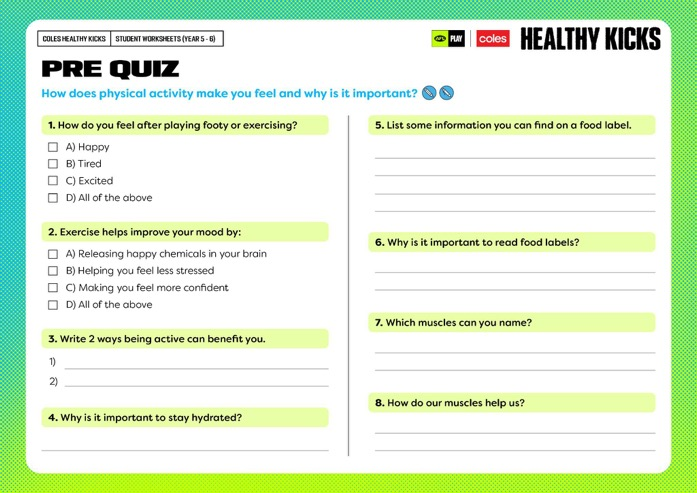 COLES HEALTHY KICKS STUDENT WORKSHEETS (YEAR 5 - 6)
AFL PLAY coles HEALTHY KICKS
PRE QUIZ
How does physical activity make you feel and why is it important?
1. How do you feel after playing footy or exercising?
A) Happy
B) Tired
C) Excited
D) All of the above
2. Exercise helps improve your mood by:
A) Releasing happy chemicals in your brain
B) Helping you feel less stressed
C) Making you feel more confident
D) All of the above
3. Write 2 ways being active can benefit you.
1)
2)
4. Why is it important to stay hydrated?
5. List some information you can find on a food label.
6. Why is it important to read food labels?
7. Which muscles can you name?
8. How do our muscles help us?